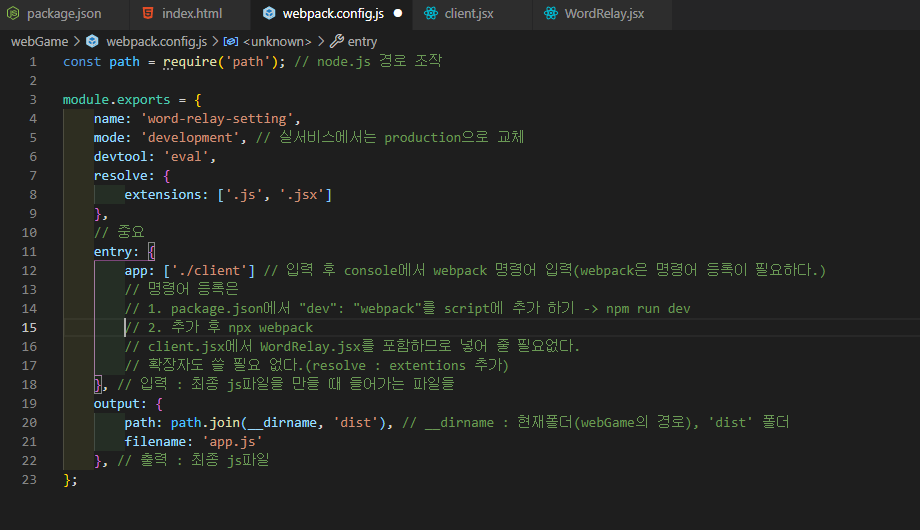 package.json
index.html
webpack.config.js
client.jsx
WordRelay.jsx
webGame > webpack.config.js > <unknown> > entry
1 const path = require('path'); // node.js 경로 조작
2
3 module.exports = {
4 name: 'word-relay-setting',
5 mode: 'development', // 실서비스에서는 production으로 교체
6 devtool: 'eval',
7 resolve: {
8 extensions: ['.js', '.jsx']
9 },
10 // 중요
11 entry: {
12 app: ['./client'] // 입력 후 console에서 webpack 명령어 입력(webpack은 명령어 등록이 필요하다.)
13 // 명령어 등록은
14 // 1. package.json에서 "dev": "webpack"를 script에 추가 하기 -> npm run dev
15 // 2. 추가 후 npx webpack
16 // client.jsx에서 WordRelay.jsx를 포함하므로 넣어 줄 필요없다.
17 // 확장자도 쓸 필요 없다.(resolve : extentions 추가)
18 }, // 입력 : 최종 js파일을 만들 때 들어가는 파일들
19 output: {
20 path: path.join(__dirname, 'dist'), // __dirname : 현재폴더(webGame의 경로), 'dist' 폴더
21 filename: 'app.js'
22 }, // 출력 : 최종 js파일
23 };